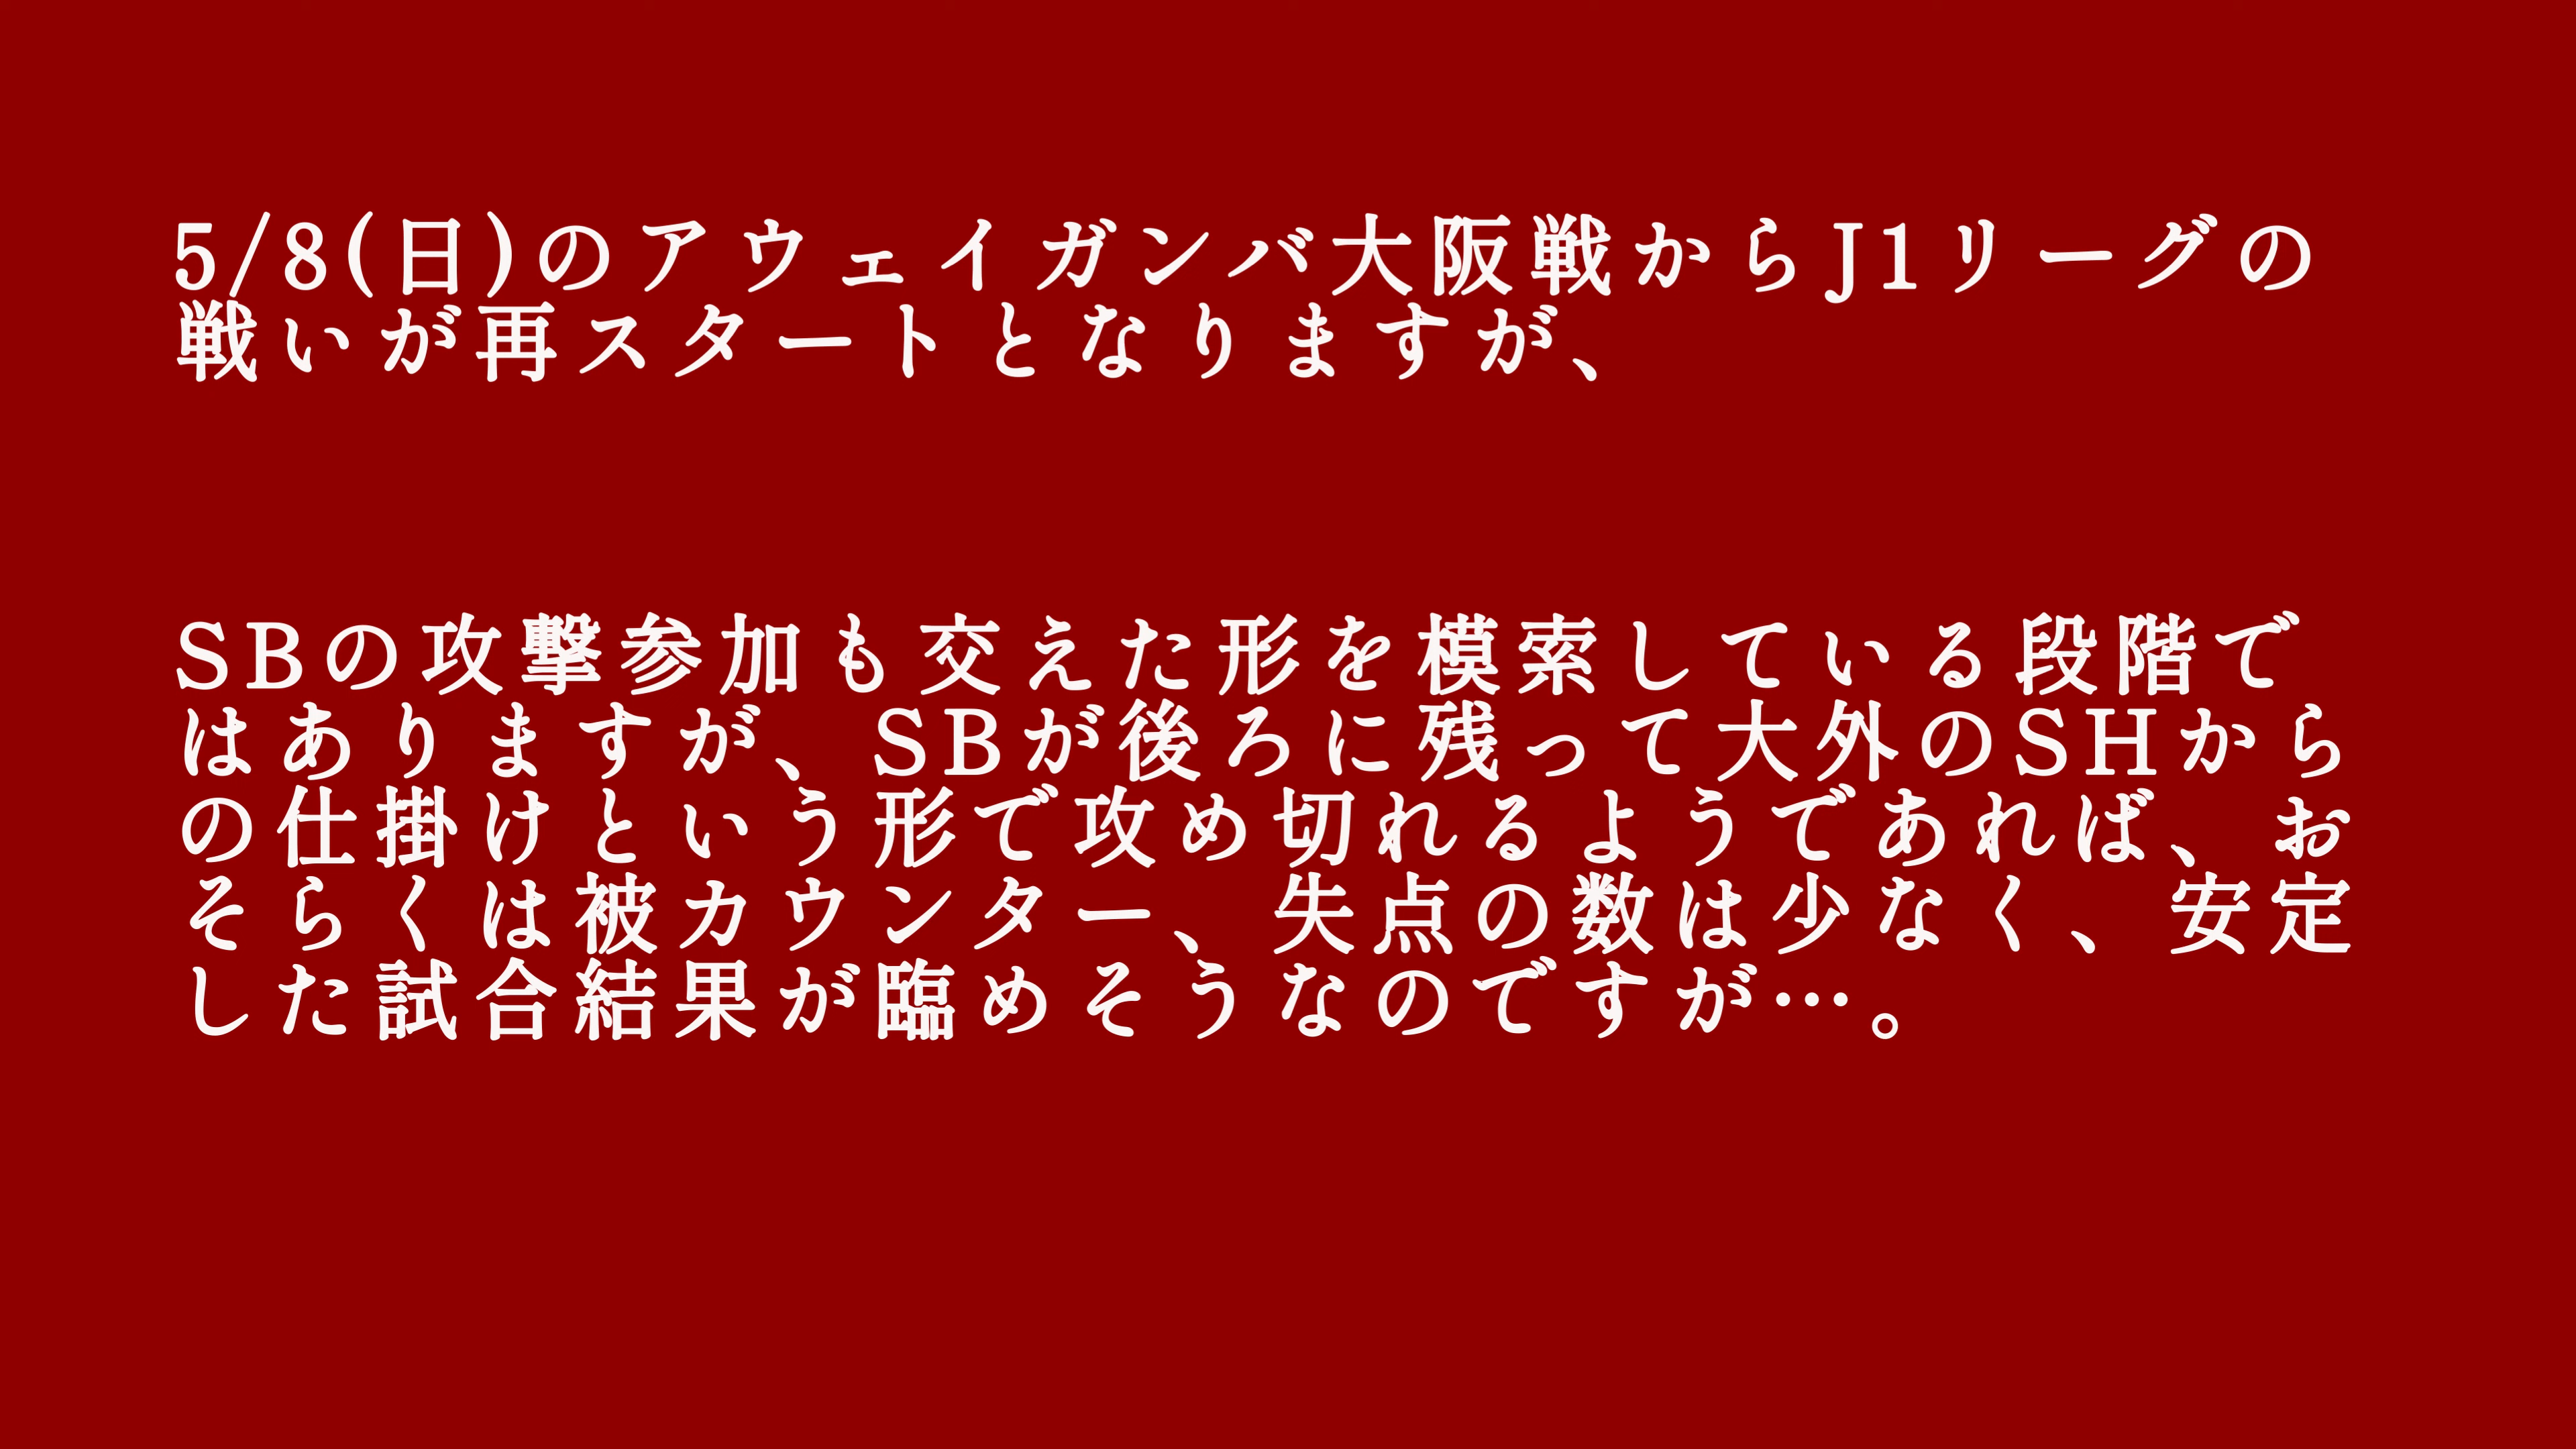 5/8(日)のアウェイガンバ大阪戦からJ1リーグの
戦いが再スタートとなりますが、
SBの攻撃参加も交えた形を模索している段階で
はありますが、SBが後ろに残って大外のSHから
の仕掛けという形で攻め切れるようであれば、お
そらくは被カウンター、失点の数は少なく、安定
した試合結果が臨めそうなのですが…。